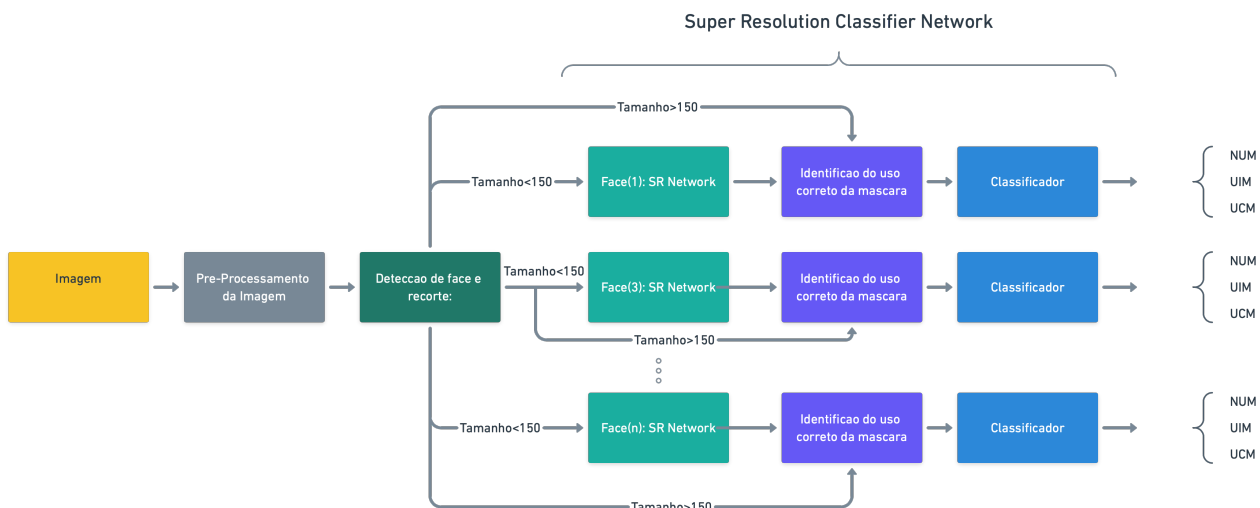 Super Resolution Classifier Network
Tamanho>150
Tamanho<150
Face(1): SR Network
Identificao do uso
correto da mascara
Classificador
NUM
UIM
UCM
Imagem
Pre-Processamento
da Imagem
Deteccao de face e
recorte:
Tamanho<150
Face(3): SR Network
Identificao do uso
correto da mascara
Classificador
NUM
UIM
UCM
Tamanho>150
Tamanho<150
Face(n): SR Network
Identificao do uso
correto da mascara
Classificador
NUM
UIM
UCM
Tamanho>150